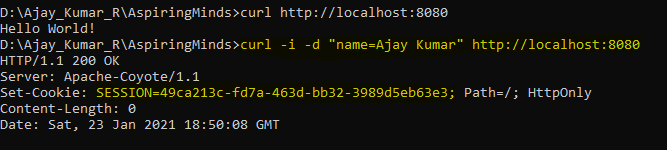 D:\Ajay_Kumar_R\AspiringMinds>curl http://localhost:8080
Hello World!
D:\Ajay_Kumar_R\AspiringMinds>curl -i -d "name=Ajay Kumar" http://localhost:8080
HTTP/1.1 200 OK
Server: Apache-Coyote/1.1
Set-Cookie: SESSION=49ca213c-fd7a-463d-bb32-3989d5eb63e3; Path=/; HttpOnly
Content-Length: 0
Date: Sat, 23 Jan 2021 18:50:08 GMT